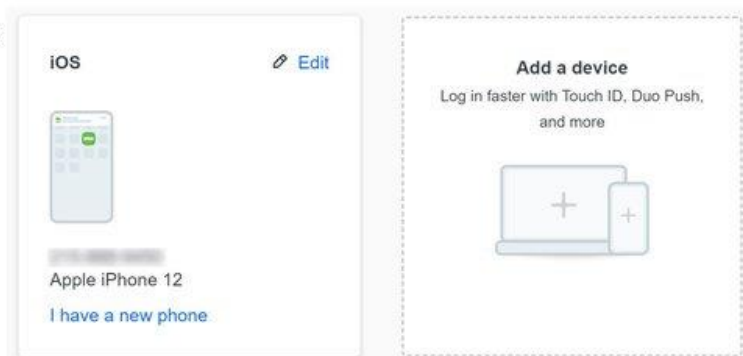 iOS
Edit
Apple iPhone 12
I have a new phone
Add a device
Log in faster with Touch ID, Duo Push,
and more